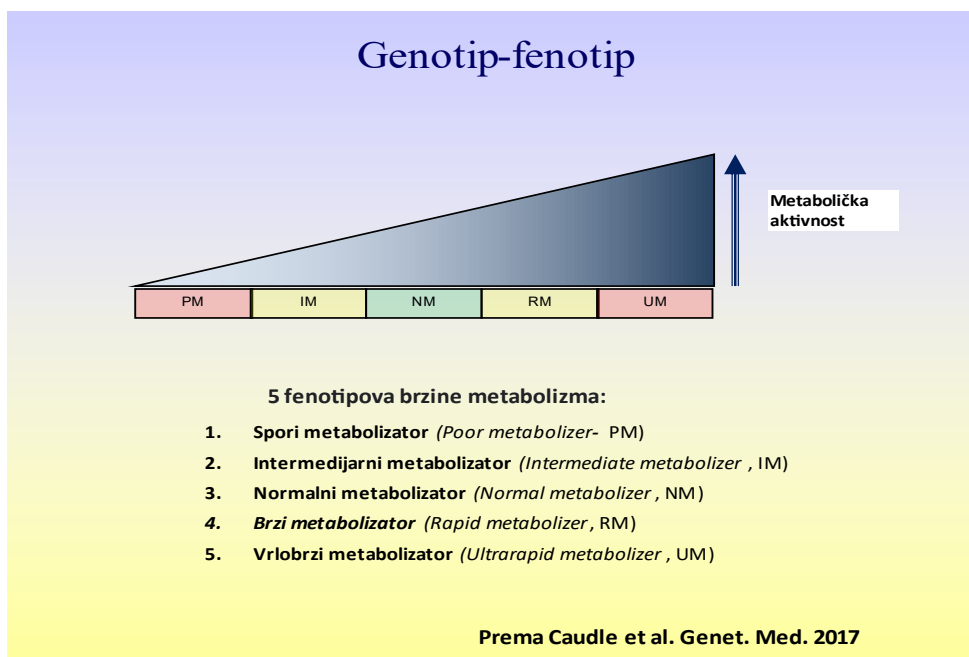 Genotip-fenotip
Metabolička
aktivnost
PM IM NM RM UM
5 fenotipova brzine metabolizma:
1. Spori metabolizator (Poor metabolizer- PM)
2. Intermedijarni metabolizator (Intermediate metabolizer , IM)
3. Normalni metabolizator (Normal metabolizer , NM)
4. Brzi metabolizator (Rapid metabolizer , RM)
5. Vrlobrzi metabolizator (Ultrarapid metabolizer , UM)
Prema Caudle et al. Genet. Med. 2017